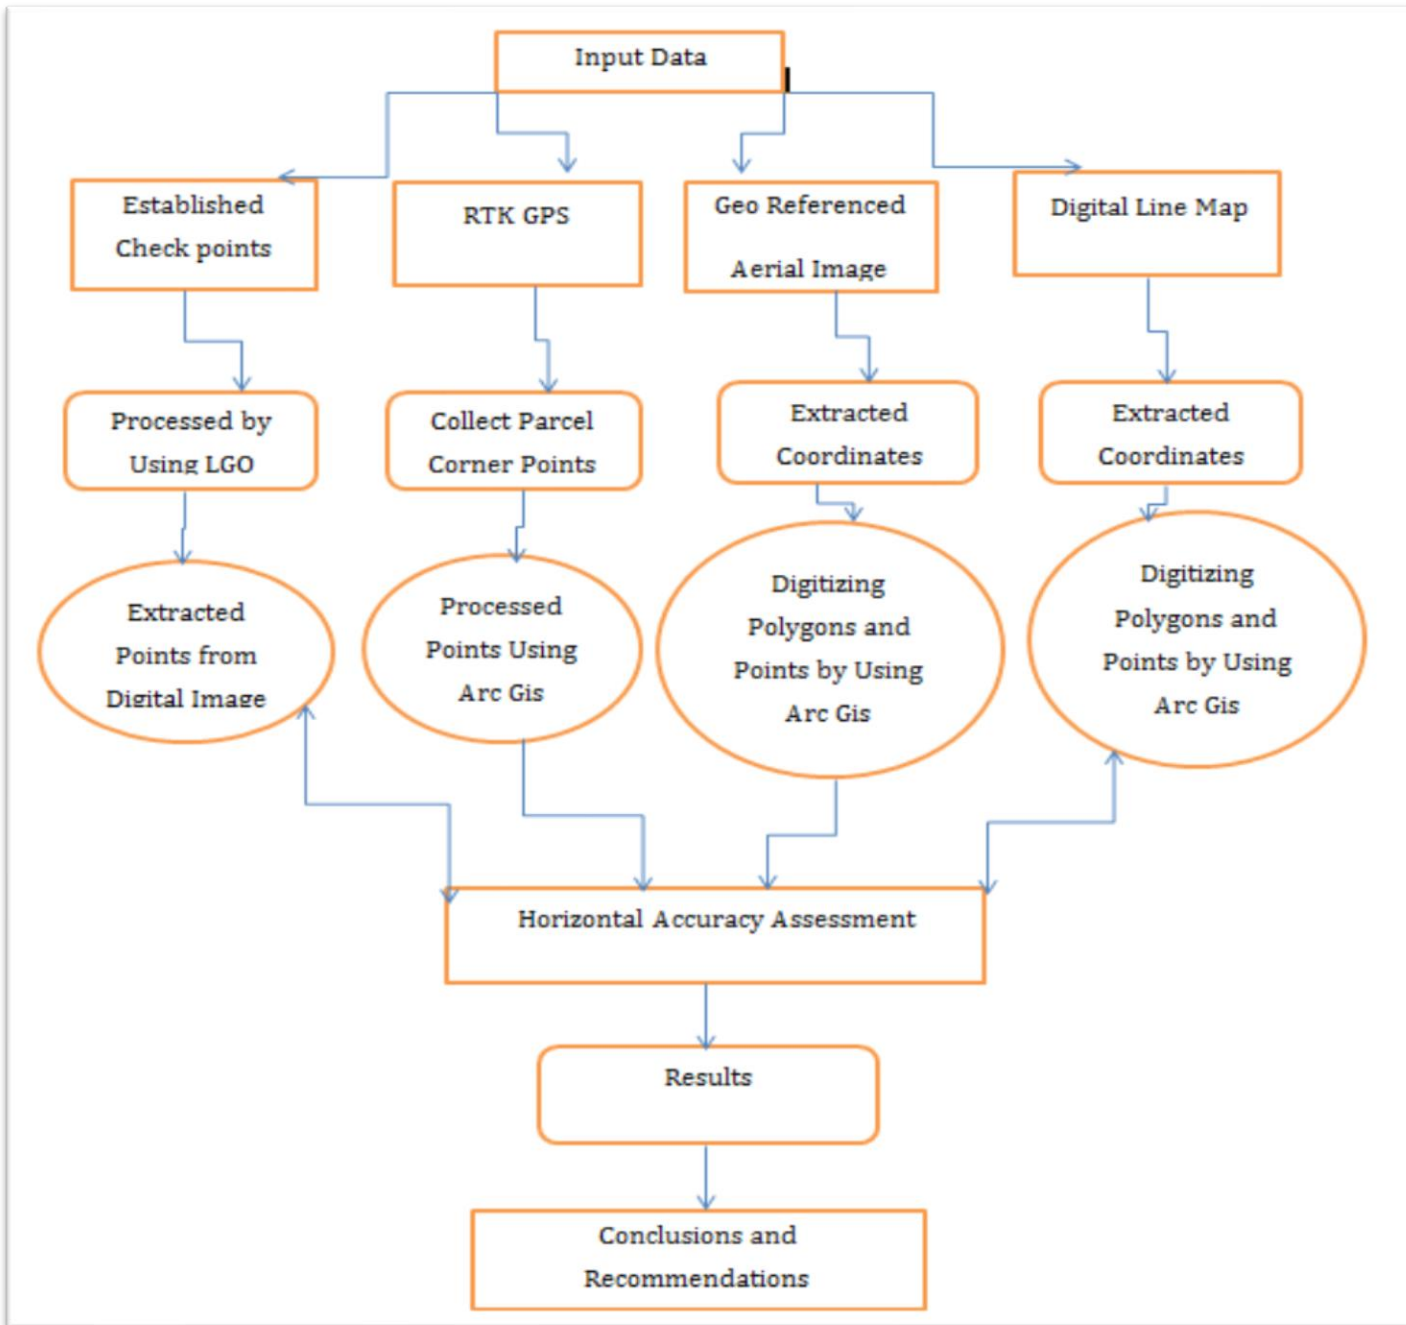 Input Data
Established
Check points
RTK GPS
Geo Referenced
Aerial Image
Digital Line Map
Processed by
Using LGO
Collect Parcel
Corner Points
Extracted
Coordinates
Extracted
Coordinates
Extracted
Points from
Digital Image
Processed
Points Using
Arc Gis
Digitizing
Polygons and
Points by Using
Arc Gis
Digitizing
Polygons and
Points by Using
Arc Gis
Horizontal Accuracy Assessment
Results
Conclusions and
Recommendations